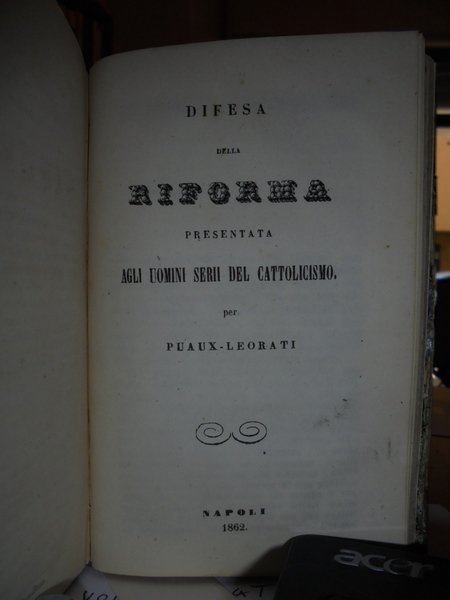 DIFESA
DELLA
RIFORMA
PRESENTATA
AGLI UOMINI SERII DEL CATTOLICISMO.
per
PUAUX-LEORATI
NAPOLI
1862.
acer